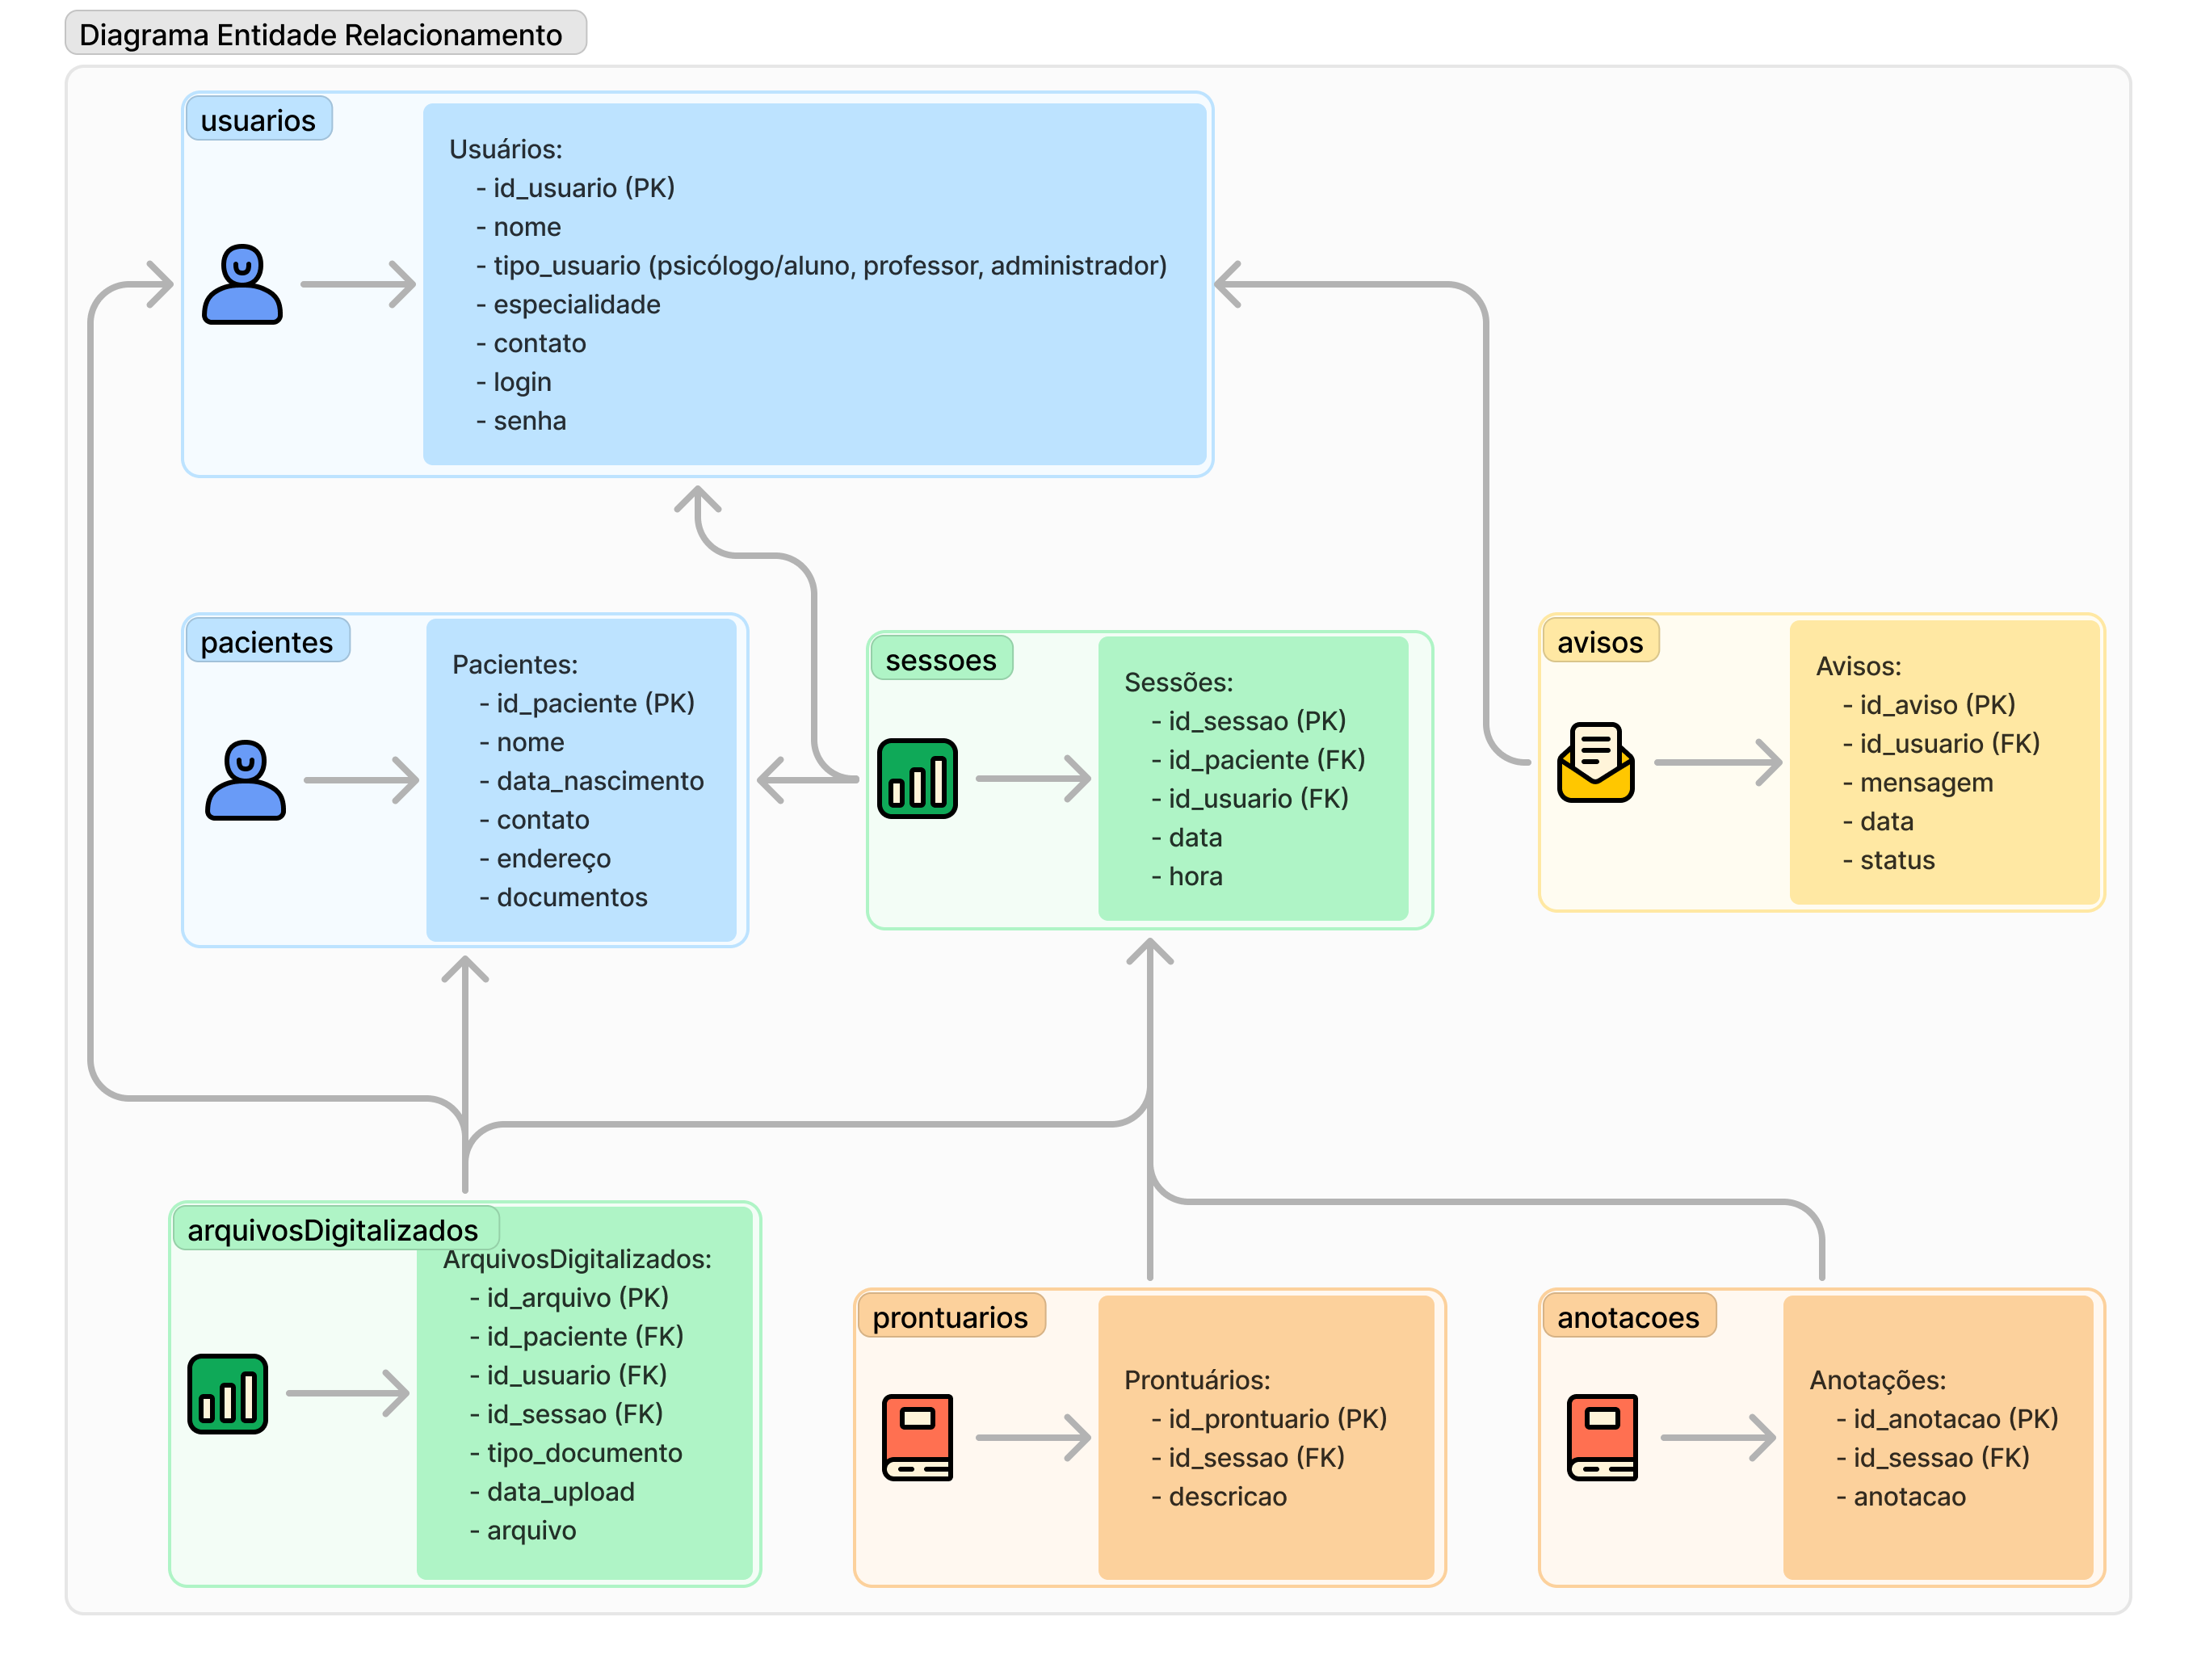 Diagrama Entidade Relacionamento
usuarios
Usuários:
- id_usuario (PK)
- nome
- tipo_usuario (psicólogo/aluno, professor, administrador)
- especialidade
- contato
- login
- senha
pacientes
Pacientes:
- id_paciente (PK)
- nome
- data_nascimento
- contato
- endereço
- documentos
sessoes
Sessões:
- id_sessao (PK)
- id_paciente (FK)
- id_usuario (FK)
- data
- hora
avisos
Avisos:
- id_aviso (PK)
- id_usuario (FK)
- mensagem
- data
- status
arquivosDigitalizados
ArquivosDigitalizados:
- id_arquivo (PK)
- id_paciente (FK)
- id_usuario (FK)
- id_sessao (FK)
- tipo_documento
- data_upload
- arquivo
prontuarios
Prontuários:
- id_prontuario (PK)
- id_sessao (FK)
- descricao
anotacoes
Anotações:
- id_anotacao (PK)
- id_sessao (FK)
- anotacao